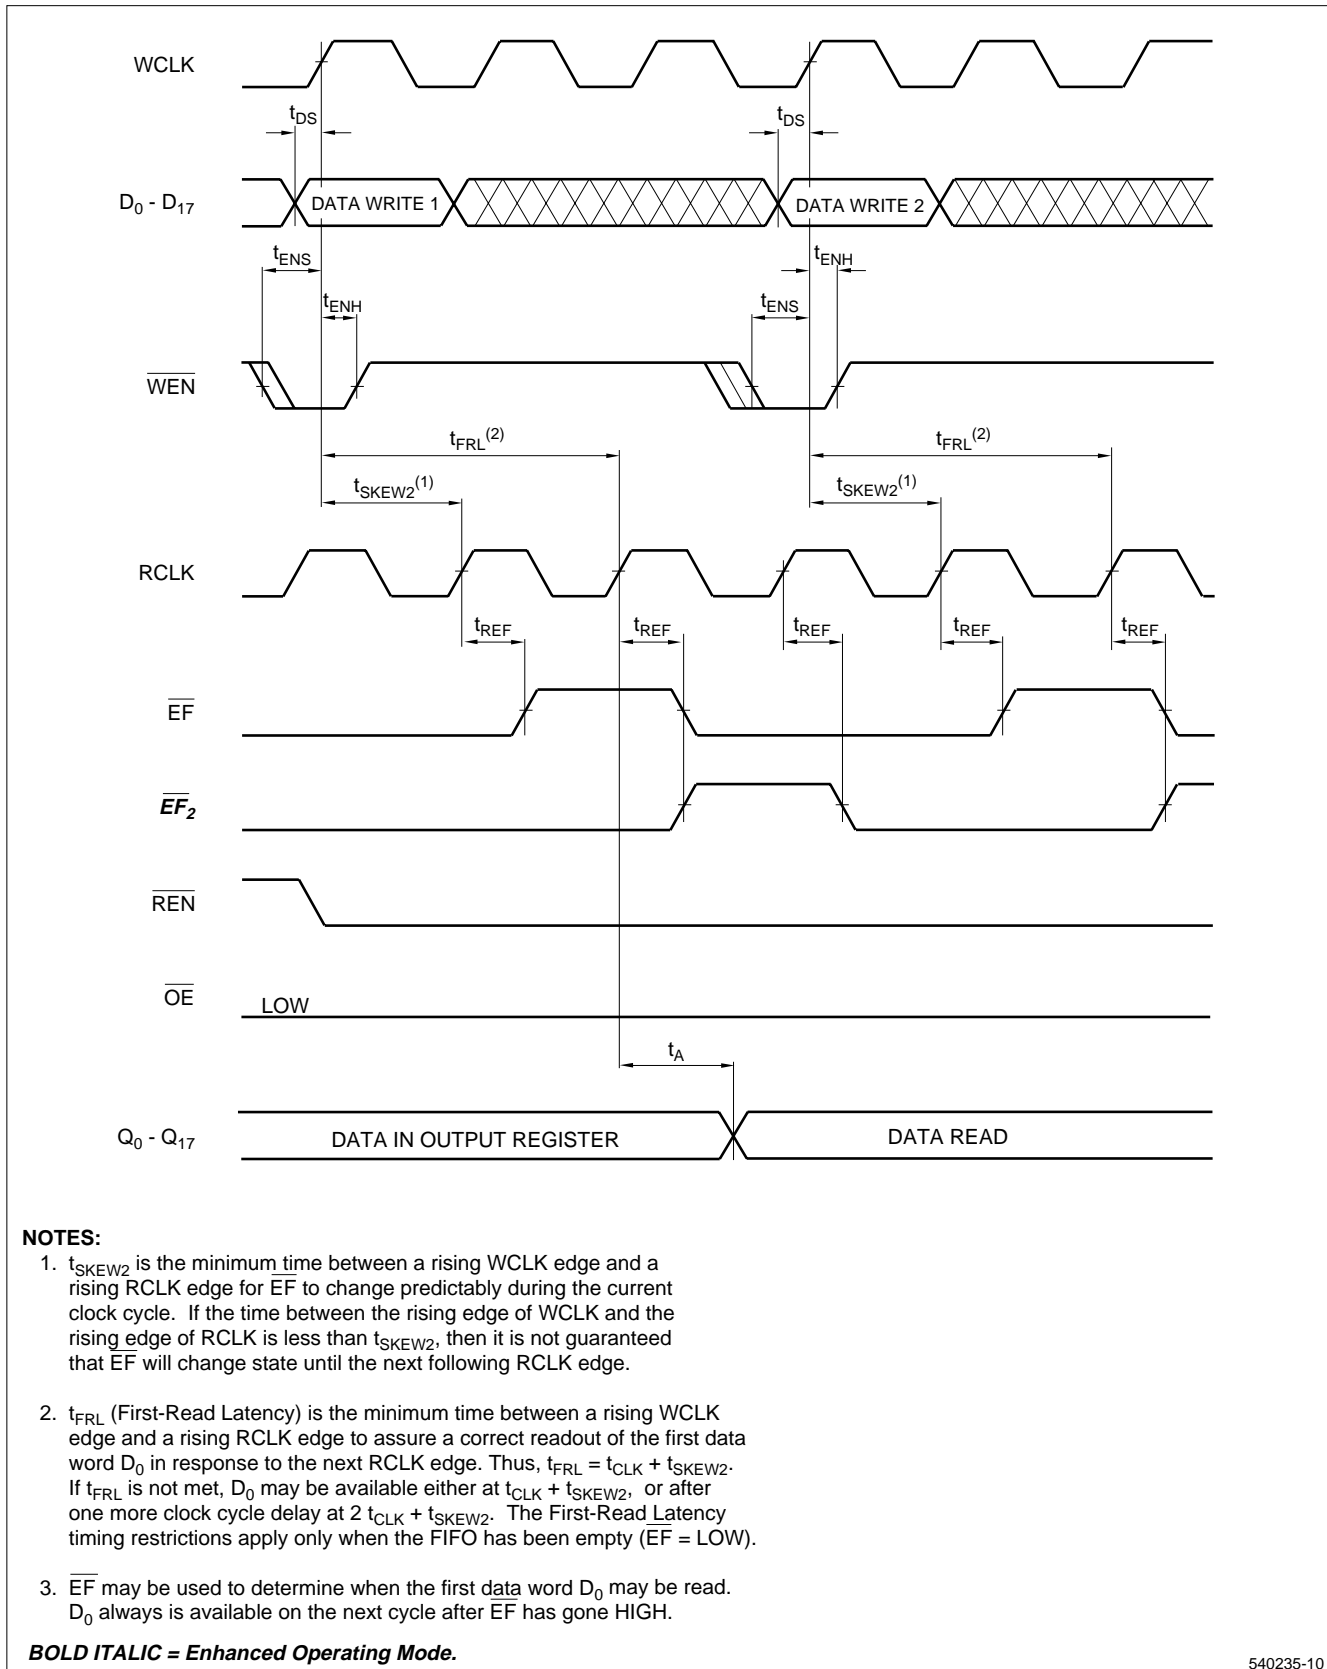 WCLK
tDS
tDS
D0 - D17
DATA WRITE 1
DATA WRITE 2
tENS
tENH
tENH
tENS
WEN
tFRL(2)
tFRL(2)
tSKEW2(1)
tSKEW2(1)
RCLK
tREF
tREF
tREF
tREF
tREF
EF
EF2
REN
OE
LOW
tA
Q0 - Q17
DATA IN OUTPUT REGISTER
DATA READ
NOTES:
1. tSKEW2 is the minimum time between a rising WCLK edge and a
rising RCLK edge for EF to change predictably during the current
clock cycle. If the time between the rising edge of WCLK and the
rising edge of RCLK is less than tSKEW2, then it is not guaranteed
that EF will change state until the next following RCLK edge.
2. tFRL (First-Read Latency) is the minimum time between a rising WCLK
edge and a rising RCLK edge to assure a correct readout of the first data
word D0 in response to the next RCLK edge. Thus, tFRL = tCLK + tSKEW2.
If tFRL is not met, D0 may be available either at tCLK + tSKEW2, or after
one more clock cycle delay at 2 tCLK + tSKEW2. The First-Read Latency
timing restrictions apply only when the FIFO has been empty (EF = LOW).
3. EF may be used to determine when the first data word D0 may be read.
D0 always is available on the next cycle after EF has gone HIGH.
BOLD ITALIC = Enhanced Operating Mode.
540235-10